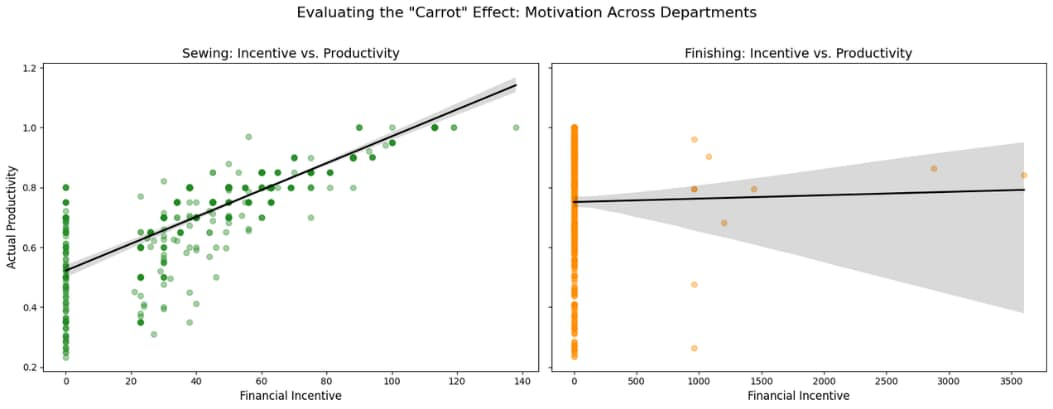 Evaluating the "Carrot" Effect: Motivation Across Departments
Sewing: Incentive vs. Productivity
Actual Productivity
1.2
1.0
0.8
0.6
0.4
0.2
0 20 40 60 80 100 120 140
Financial Incentive
Finishing: Incentive vs. Productivity
0 500 1000 1500 2000 2500 3000 3500
Financial Incentive